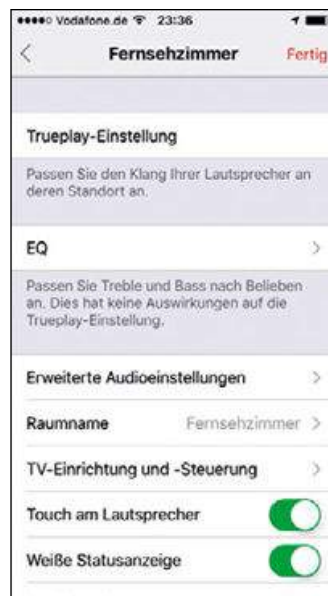 Vodafone.de 23:36
Fernsehzimmer Fertig
Trueplay-Einstellung
Passen Sie den Klang Ihrer Lautsprecher an
deren Standort an.
EQ
Passen Sie Treble und Bass nach Belieben
an. Dies hat keine Auswirkungen auf die
Trueplay-Einstellung.
Erweiterte Audioeinstellungen
Raumname Fernsehzimmer
TV-Einrichtung und -Steuerung
Touch am Lautsprecher
Weiße Statusanzeige